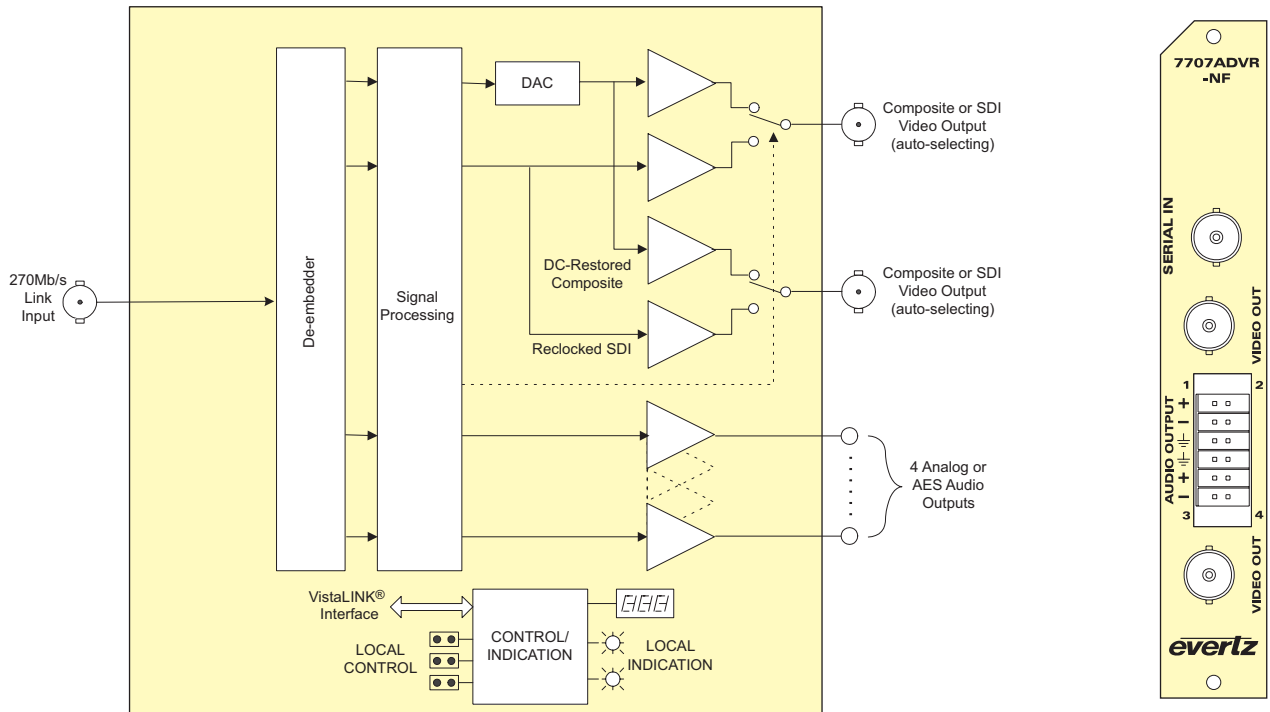 270Mb/s
Link
Input
De-embedder
Signal
Processing
DAC
DC-Restored
Composite
Reclocked SDI
Composite or SDI
Video Output
(auto-selecting)
Composite or SDI
Video Output
(auto-selecting)
4 Analog or
AES Audio
Outputs
VistaLINK®
Interface
LOCAL
CONTROL
CONTROL/
INDICATION
LOCAL
INDICATION
7707ADVR
-NF
SERIAL IN
VIDEO OUT
1
2
AUDIO OUTPUT
+
−
+
−
3
4
VIDEO OUT
evertz